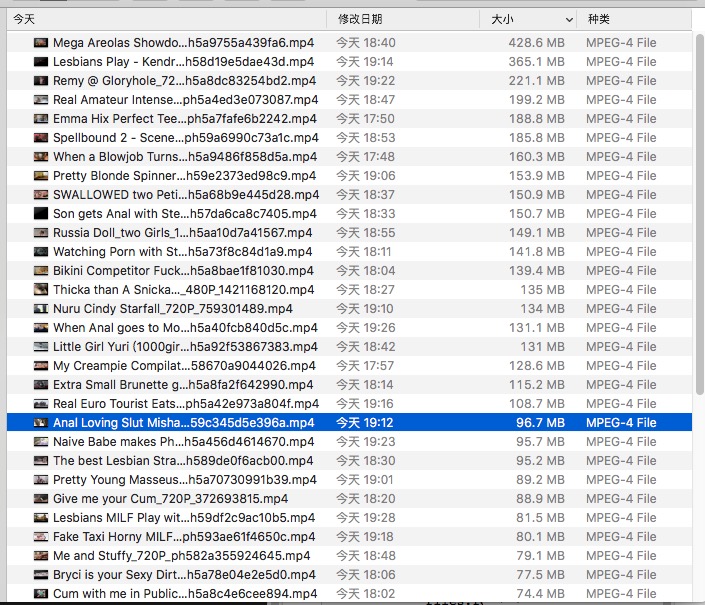 今天 修改日期 大小 种类
Mega Areolas Showdo...h5a9755a439fa6.mp4 今天 18:40 428.6 MB MPEG-4 File
Lesbians Play - Kendr...h58d19e5dae43d.mp4 今天 19:14 365.1 MB MPEG-4 File
Remy @ Gloryhole_72...h5a8dc83254bd2.mp4 今天 19:22 221.1 MB MPEG-4 File
Real Amateur Intense...ph5a4ed3e073087.mp4 今天 18:47 199.2 MB MPEG-4 File
Emma Hix Perfect Tee...ph5a7fafe6b2242.mp4 今天 17:50 188.8 MB MPEG-4 File
Spellbound 2 - Scene...ph59a6990c73a1c.mp4 今天 18:53 185.8 MB MPEG-4 File
When a Blowjob Turns...h5a9486f858d5a.mp4 今天 17:48 160.3 MB MPEG-4 File
Pretty Blonde Spinner...h59e2373ed98c9.mp4 今天 19:06 153.9 MB MPEG-4 File
SWALLOWED two Peti...h5a68b9e445d28.mp4 今天 18:37 150.9 MB MPEG-4 File
Son gets Anal with Ste...h57da6ca8c7405.mp4 今天 18:33 150.7 MB MPEG-4 File
Russia Doll_two Girls_1...h5aa10d7a41567.mp4 今天 18:55 149.1 MB MPEG-4 File
Watching Porn with St...h5a73f8c84d1a9.mp4 今天 18:11 141.8 MB MPEG-4 File
Bikini Competitor Fuck...h5a8bae1f81030.mp4 今天 18:04 139.4 MB MPEG-4 File
Thicka than A Snicka..._480P_1421168120.mp4 今天 18:27 135 MB MPEG-4 File
Nuru Cindy Starfall_720P_759301489.mp4 今天 19:10 134 MB MPEG-4 File
When Anal goes to Mo...h5a40fcb840d5c.mp4 今天 19:26 131.1 MB MPEG-4 File
Little Girl Yuri (1000gir...h5a92f53867383.mp4 今天 18:42 131 MB MPEG-4 File
My Creampie Compilat...58670a9044026.mp4 今天 17:57 128.6 MB MPEG-4 File
Extra Small Brunette g...h5a8fa2f642990.mp4 今天 18:14 115.2 MB MPEG-4 File
Real Euro Tourist Eats...ph5a42e973a804f.mp4 今天 19:16 108.7 MB MPEG-4 File
Anal Loving Slut Misha...59c345d5e396a.mp4 今天 19:12 96.7 MB MPEG-4 File
Naive Babe makes Ph...h5a456d4614670.mp4 今天 19:23 95.7 MB MPEG-4 File
The best Lesbian Stra...h589de0f6acb00.mp4 今天 18:30 95.2 MB MPEG-4 File
Pretty Young Masseus...h5a70730991b39.mp4 今天 19:01 89.2 MB MPEG-4 File
Give me your Cum_720P_372693815.mp4 今天 18:20 88.9 MB MPEG-4 File
Lesbians MILF Play wit...h59df2c9ac10b5.mp4 今天 19:28 81.5 MB MPEG-4 File
Fake Taxi Horny MILF...ph593ae61f4650c.mp4 今天 19:18 80.1 MB MPEG-4 File
Me and Stuffy_720P_ph582a355924645.mp4 今天 18:48 79.1 MB MPEG-4 File
Bryci is your Sexy Dirt...h5a78e04e2e5d0.mp4 今天 18:06 77.5 MB MPEG-4 File
Cum with me in Public...h5a8c4e6cee894.mp4 今天 18:02 74.4 MB MPEG-4 File